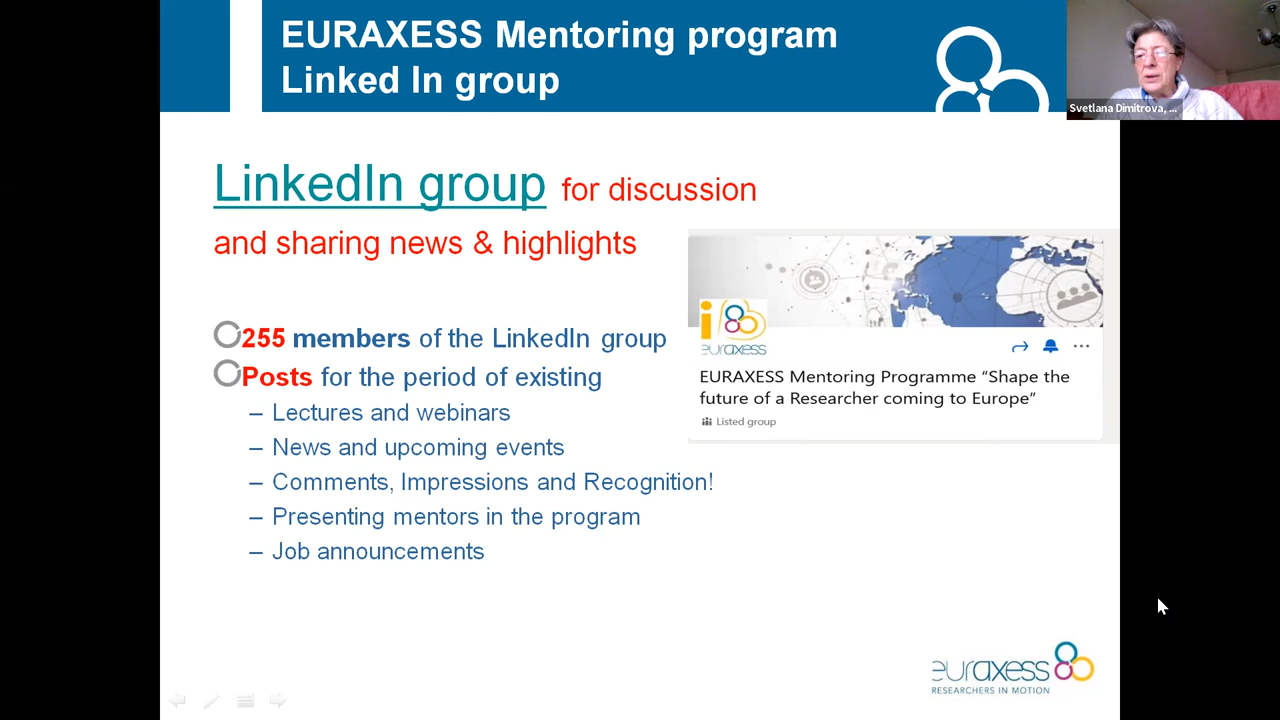 EURAXESS Mentoring program
Linked In group
Svetlana Dimitrova, ...
LinkedIn group for discussion
and sharing news & highlights
255 members of the LinkedIn group
Posts for the period of existing
– Lectures and webinars
– News and upcoming events
– Comments, Impressions and Recognition!
– Presenting mentors in the program
– Job announcements
euraxess
EURAXESS Mentoring Programme “Shape the
future of a Researcher coming to Europe”
Listed group
euraxess
RESEARCHERS IN MOTION